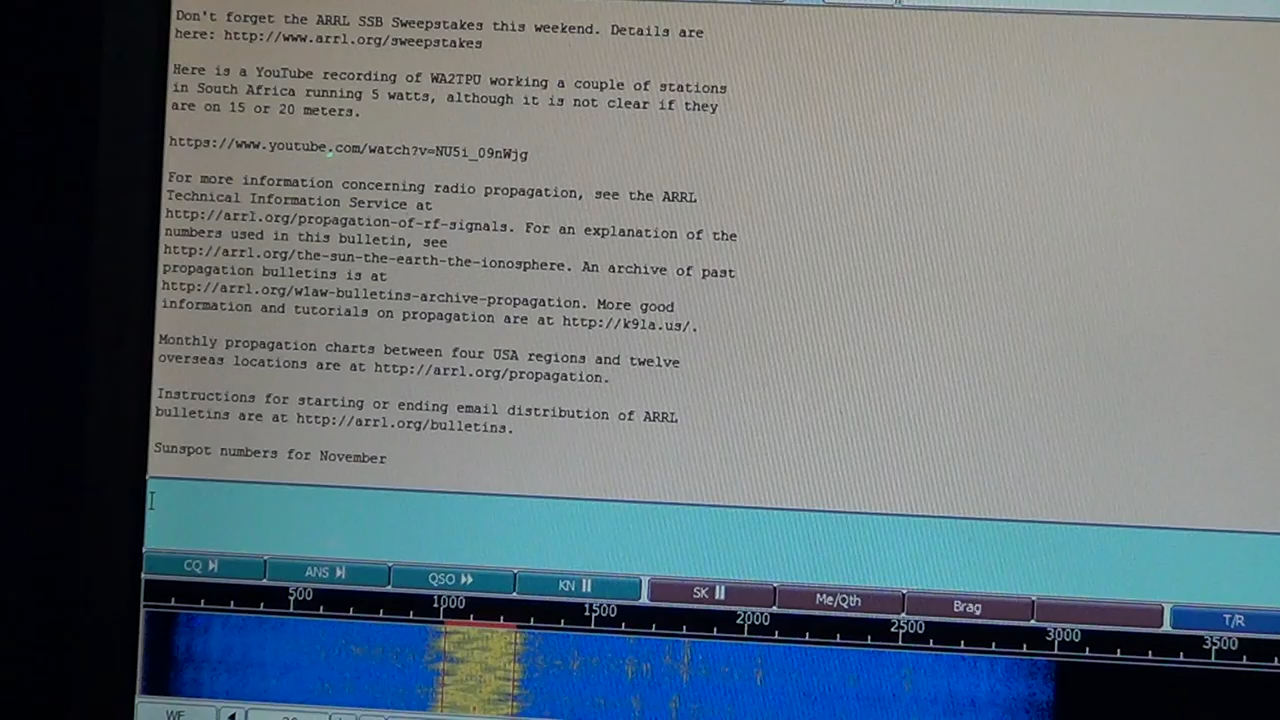 Don't forget the ARRL SSB Sweepstakes this weekend. Details are
here: http://www.arrl.org/sweepstakes
Here is a YouTube recording of WA2TPU working a couple of stations
in South Africa running 5 watts, although it is not clear if they
are on 15 or 20 meters.
https://www.youtube.com/watch?v=NU5i_09nWjg
For more information concerning radio propagation, see the ARRL
Technical Information Service at
http://arrl.org/propagation-of-rf-signals. For an explanation of the
numbers used in this bulletin, see
http://arrl.org/the-sun-the-earth-the-ionosphere. An archive of past
propagation bulletins is at
http://arrl.org/w1aw-bulletins-archive-propagation. More good
information and tutorials on propagation are at http://k9la.us/.
Monthly propagation charts between four USA regions and twelve
overseas locations are at http://arrl.org/propagation.
Instructions for starting or ending email distribution of ARRL
bulletins are at http://arrl.org/bulletins.
Sunspot numbers for November
CQ ANS QSO KN SK Me/Qth Brag T/R
500 1000 1500 2000 2500 3000 3500
WF